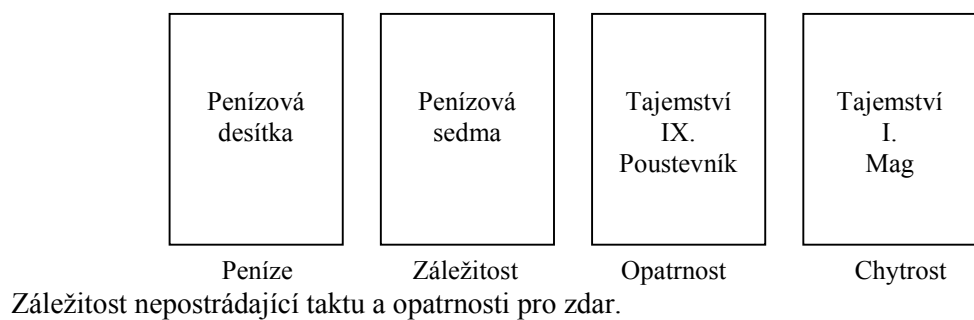 Penízová
desítka
Penízová
sedma
Tajemství
IX.
Poustevník
Tajemství
I.
Mag
Peníze
Záležitost
Opatrnost
Chytrost
Záležitost nepostrádající taktu a opatrnosti pro zdar.